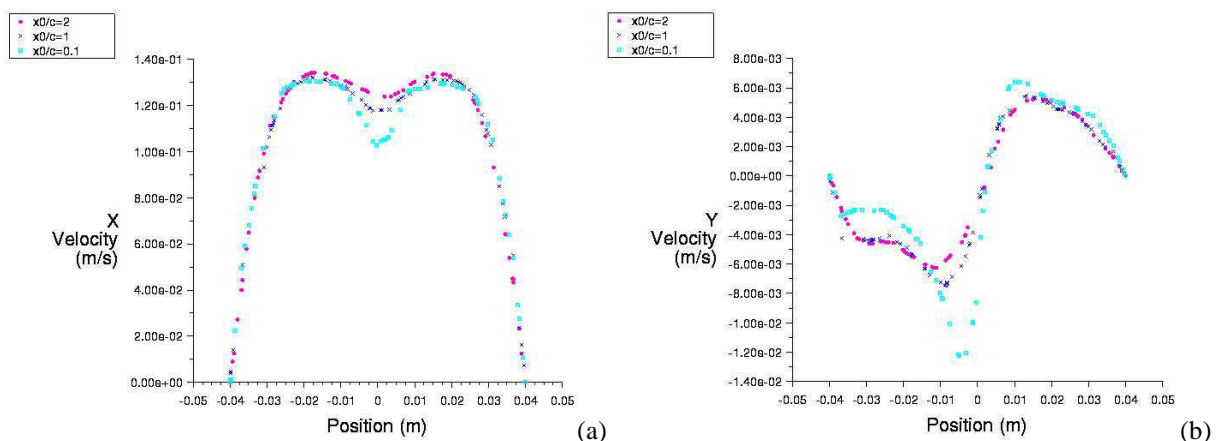 x0/c=2
x0/c=1
x0/c=0.1
1.40e-01
1.20e-01
1.00e-01
8.00e-02
6.00e-02
4.00e-02
2.00e-02
0.00e+00
X
Velocity
(m/s)
-0.05 -0.04 -0.03 -0.02 -0.01 0 0.01 0.02 0.03 0.04 0.05
Position (m)
(a)
x0/c=2
x0/c=1
x0/c=0.1
8.00e-03
6.00e-03
4.00e-03
2.00e-03
0.00e+00
-2.00e-03
-4.00e-03
-6.00e-03
-8.00e-03
-1.00e-02
-1.20e-02
-1.40e-02
Y
Velocity
(m/s)
-0.05 -0.04 -0.03 -0.02 -0.01 0 0.01 0.02 0.03 0.04 0.05
Position (m)
(b)